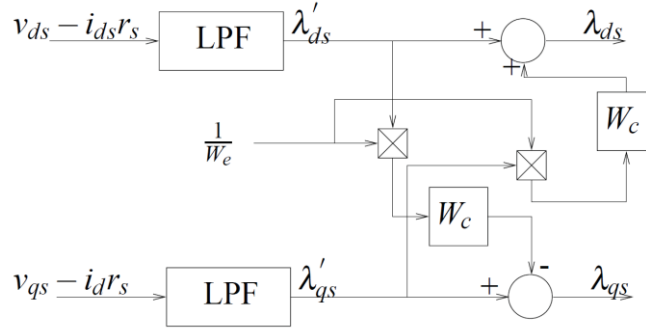 v_ds − i_ds r_s LPF λ'_ds + λ_ds
+
W_c
1/W_e
W_c
-
v_qs − i_d r_s LPF λ'_qs + λ_qs